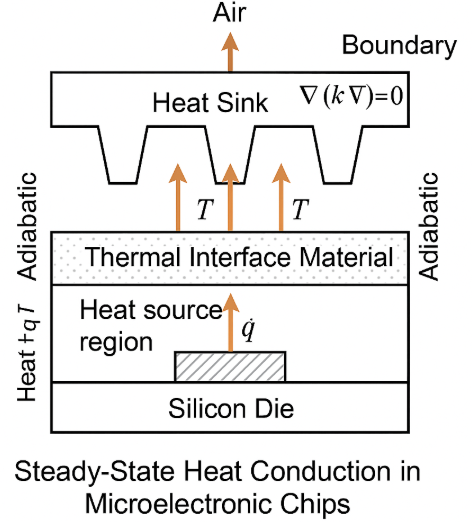 Air
Boundary
Heat Sink
∇ (k ∇)=0
Adiabatic
T
T
Adiabatic
Thermal Interface Material
Heat +q T
Heat source
region
q̇
Silicon Die
Steady-State Heat Conduction in
Microelectronic Chips